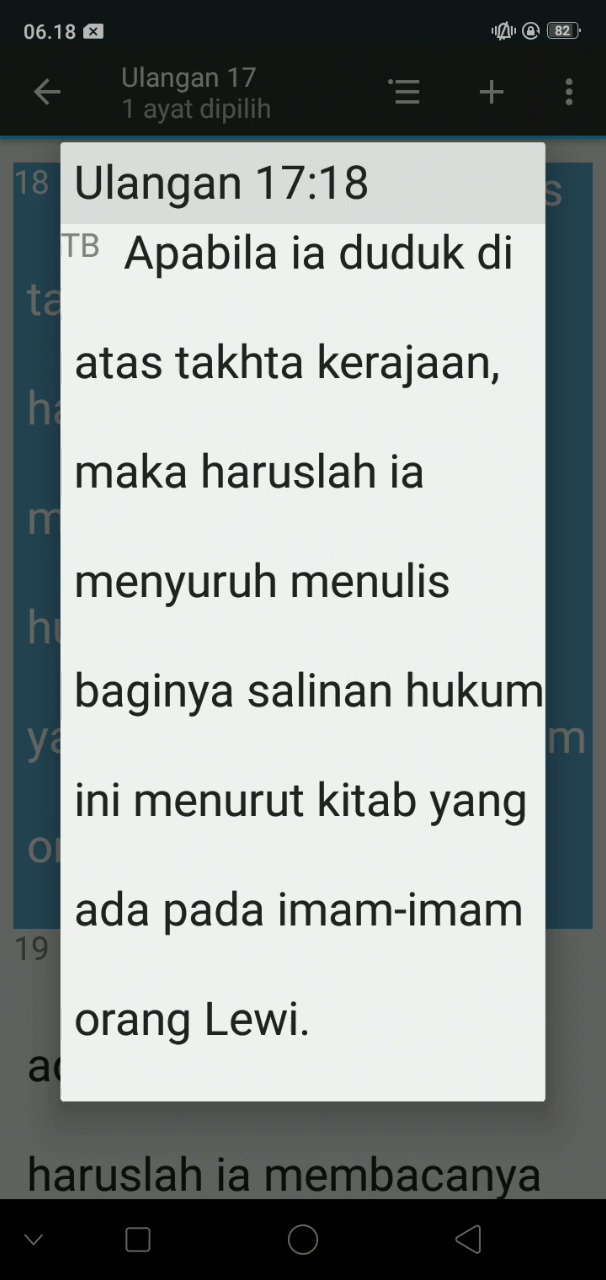 06.18
82
Ulangan 17
1 ayat dipilih
18
Ulangan 17:18
TB Apabila ia duduk di
atas takhta kerajaan,
maka haruslah ia
menyuruh menulis
baginya salinan hukum
ini menurut kitab yang
ada pada imam-imam
orang Lewi.
19
haruslah ia membacanya